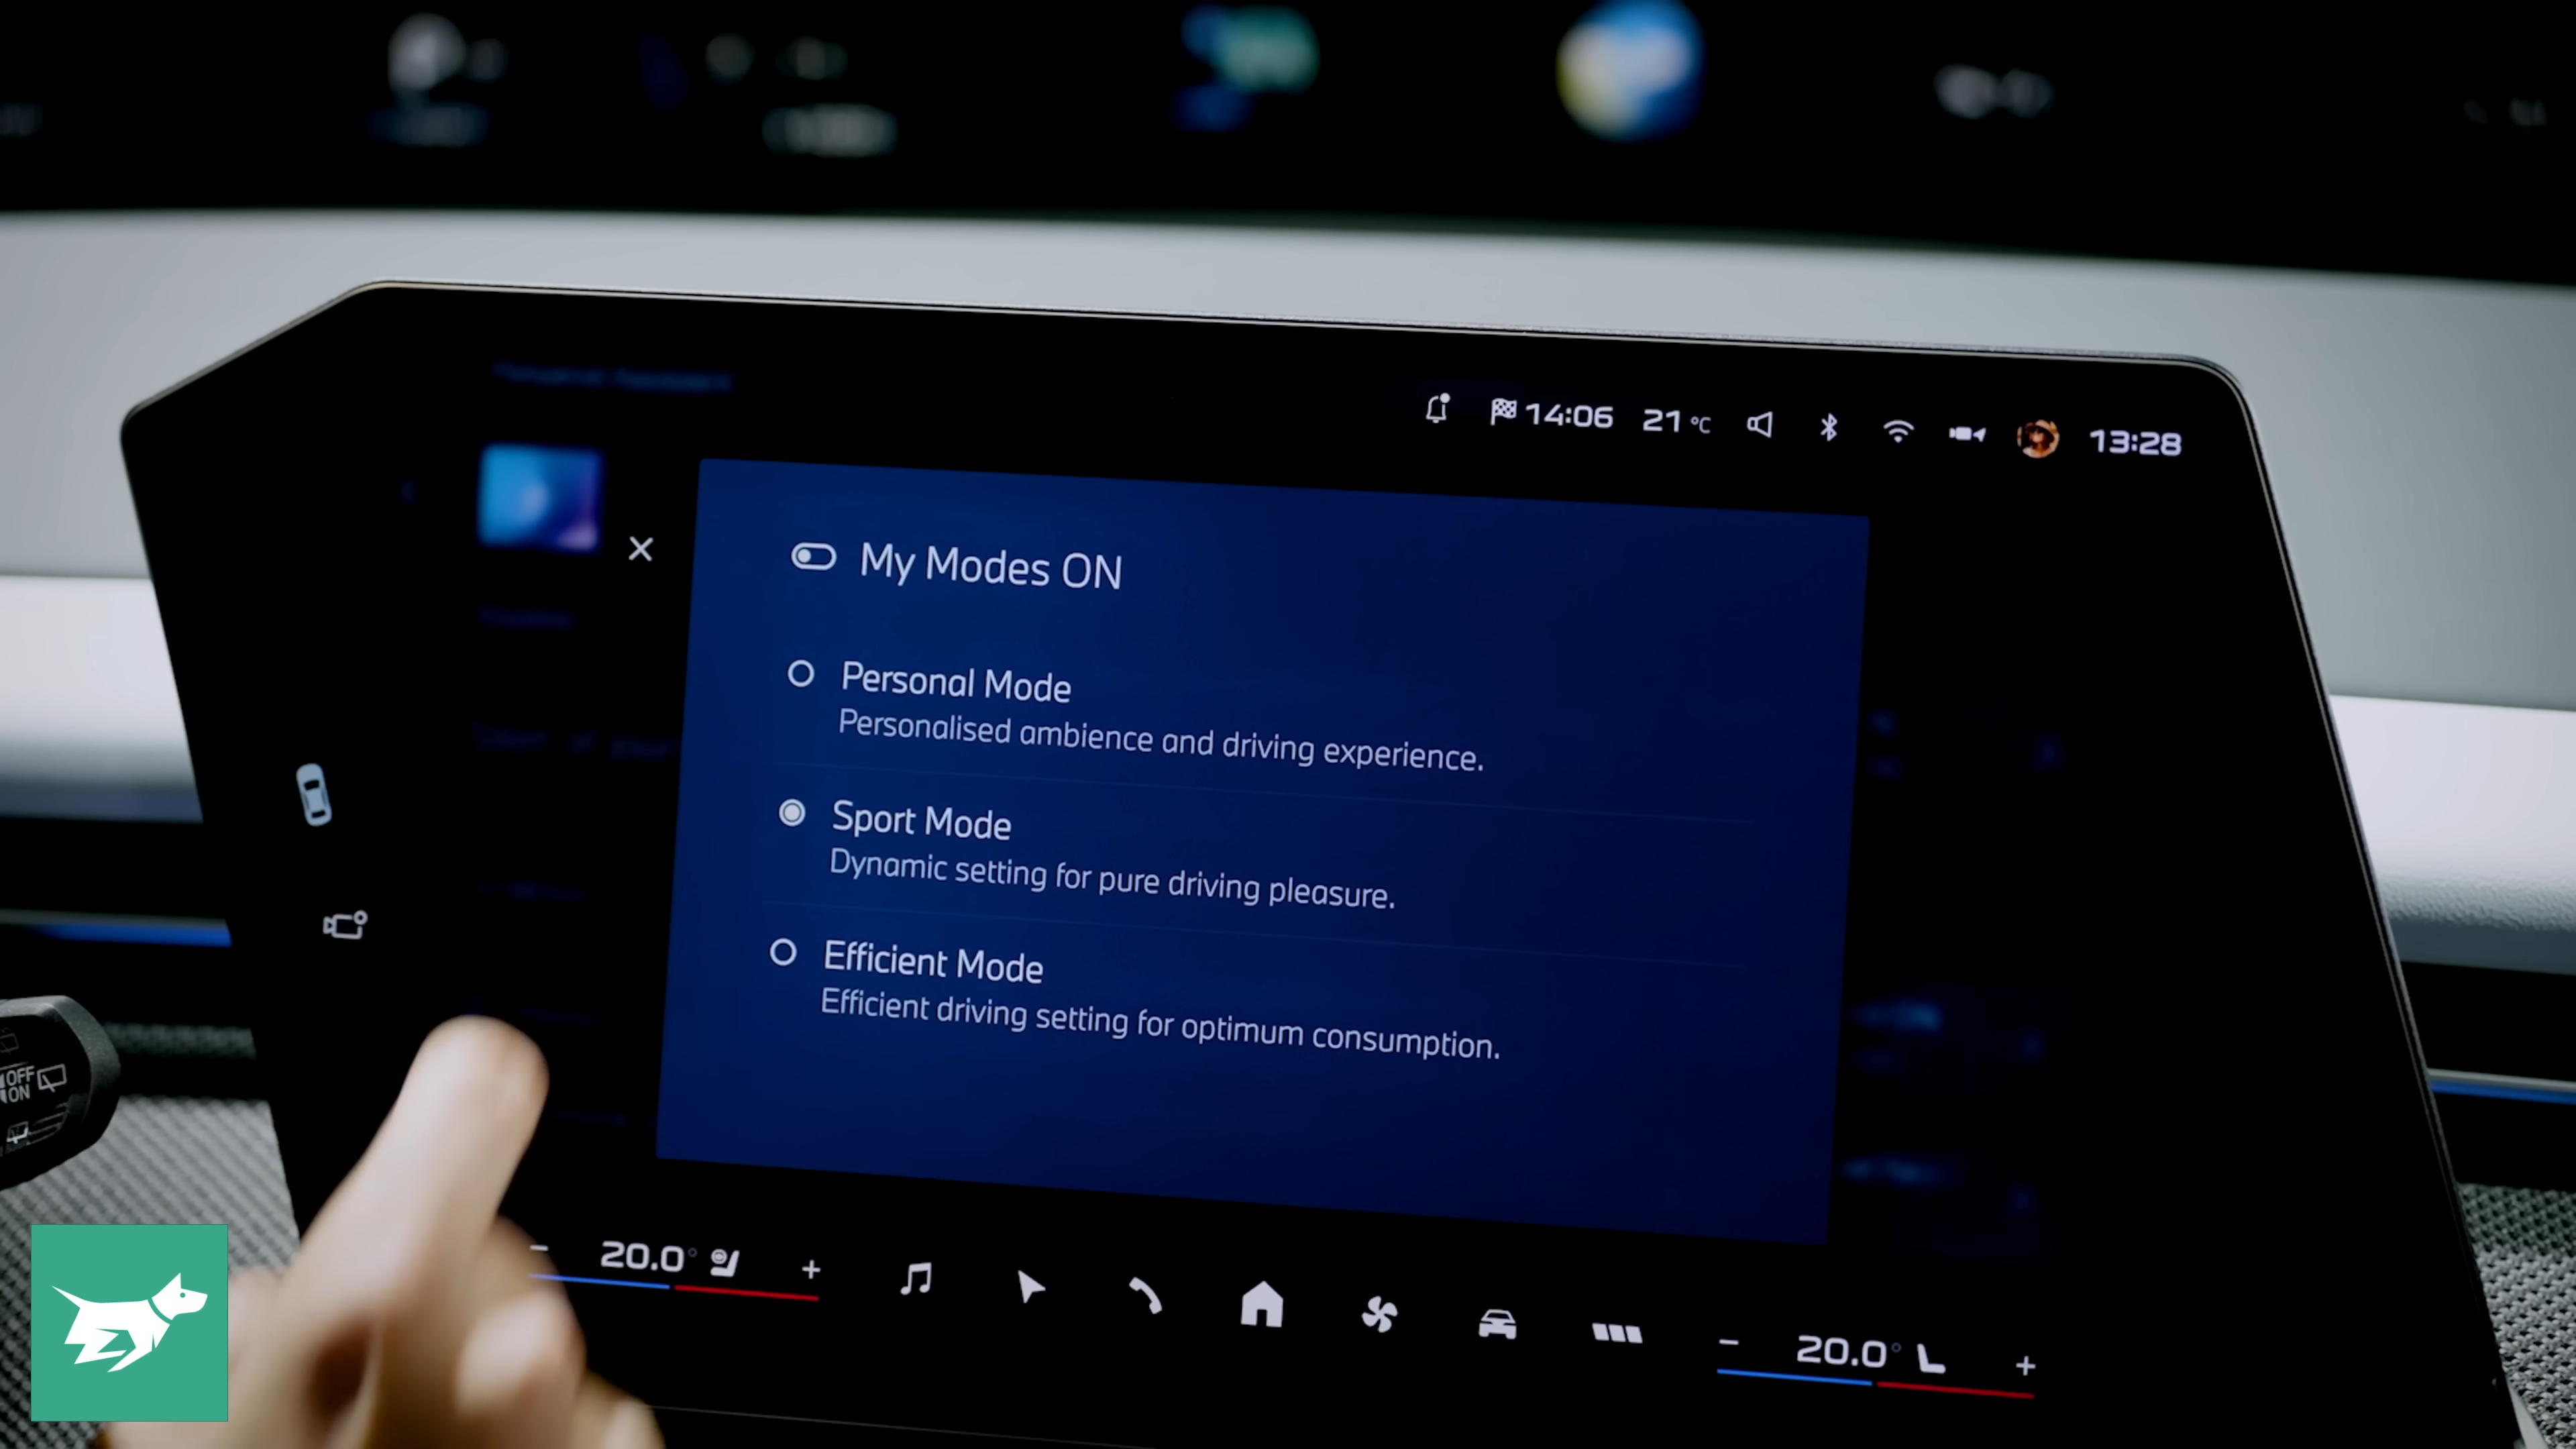 14:06 21 °C 13:28
My Modes ON
Personal Mode
Personalised ambience and driving experience.
Sport Mode
Dynamic setting for pure driving pleasure.
Efficient Mode
Efficient driving setting for optimum consumption.
OFF
ON
- 20.0° +
- 20.0° +